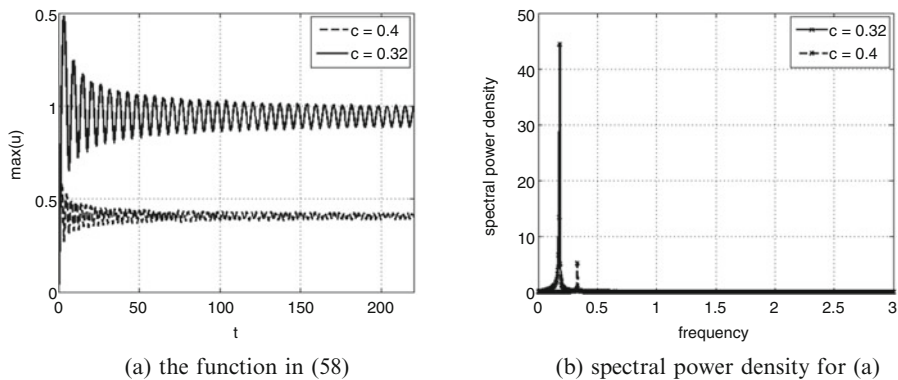 0.5
1
0.5
0
max(u)
0 50 100 150 200
t
c = 0.4
c = 0.32
(a) the function in (58)
50
40
30
20
10
0
spectral power density
0 0.5 1 1.5 2 2.5 3
frequency
c = 0.32
c = 0.4
(b) spectral power density for (a)